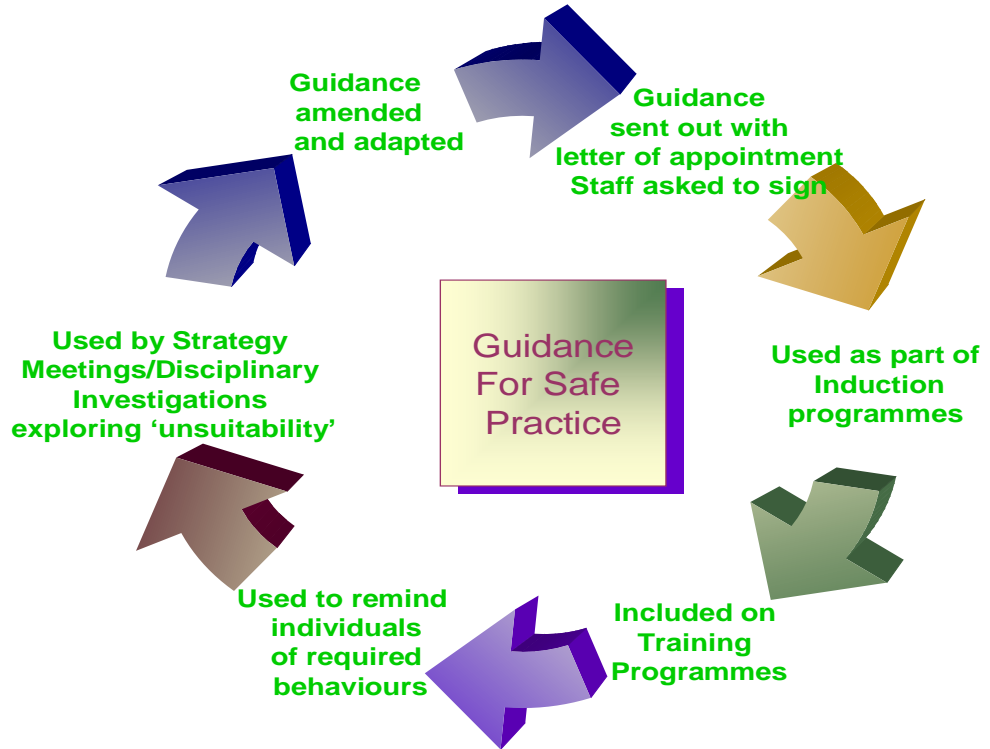 Guidance
amended
and adapted
Guidance
sent out with
letter of appointment
Staff asked to sign
Used as part of
Induction
programmes
Included on
Training
Programmes
Used to remind
individuals
of required
behaviours
Used by Strategy
Meetings/Disciplinary
Investigations
exploring ‘unsuitability’
Guidance
For Safe
Practice